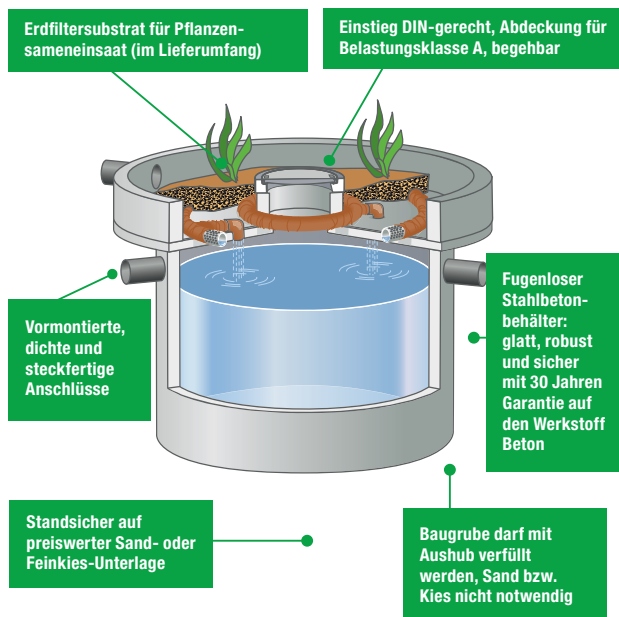 Erdfiltersubstrat für Pflanzen-
sameneinsaat (im Lieferumfang)
Einstieg DIN-gerecht, Abdeckung für
Belastungsklasse A, begehbar
Vormontierte,
dichte und
steckfertige
Anschlüsse
Fugenloser
Stahlbeton-
behälter:
glatt, robust
und sicher
mit 30 Jahren
Garantie auf
den Werkstoff
Beton
Standsicher auf
preiswerter Sand- oder
Feinkies-Unterlage
Baugrube darf mit
Aushub verfüllt
werden, Sand bzw.
Kies nicht notwendig